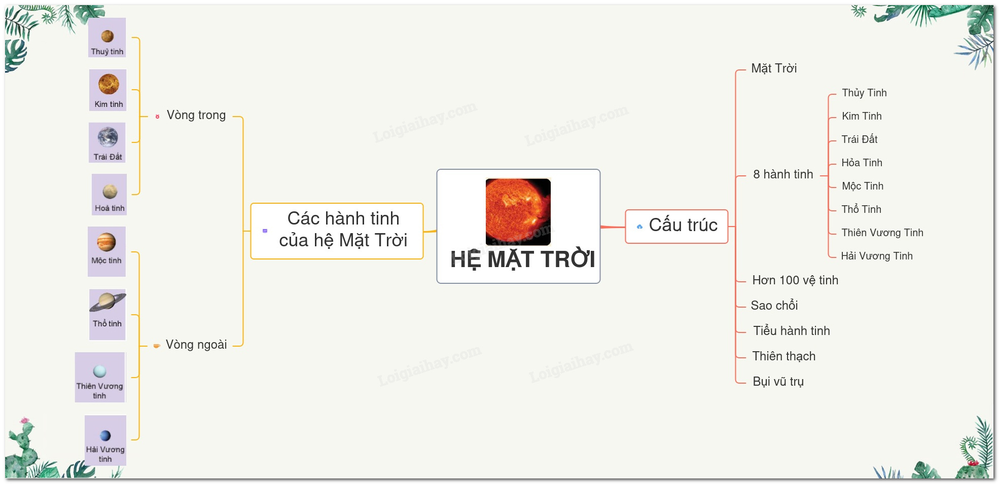 Thuỷ tinh
Kim tinh
Trái Đất
Hoả tinh
Mộc tinh
Thổ tinh
Thiên Vương
tinh
Hải Vương
tinh
Vòng trong
Vòng ngoài
Các hành tinh
của hệ Mặt Trời
HỆ MẶT TRỜI
Cấu trúc
Mặt Trời
8 hành tinh
Thủy Tinh
Kim Tinh
Trái Đất
Hỏa Tinh
Mộc Tinh
Thổ Tinh
Thiên Vương Tinh
Hải Vương Tinh
Hơn 100 vệ tinh
Sao chổi
Tiểu hành tinh
Thiên thạch
Bụi vũ trụ
Loigiaihay.com
Loigiaihay.com
Loigiaihay.com
Loigiaihay.com
Loigiaihay.com